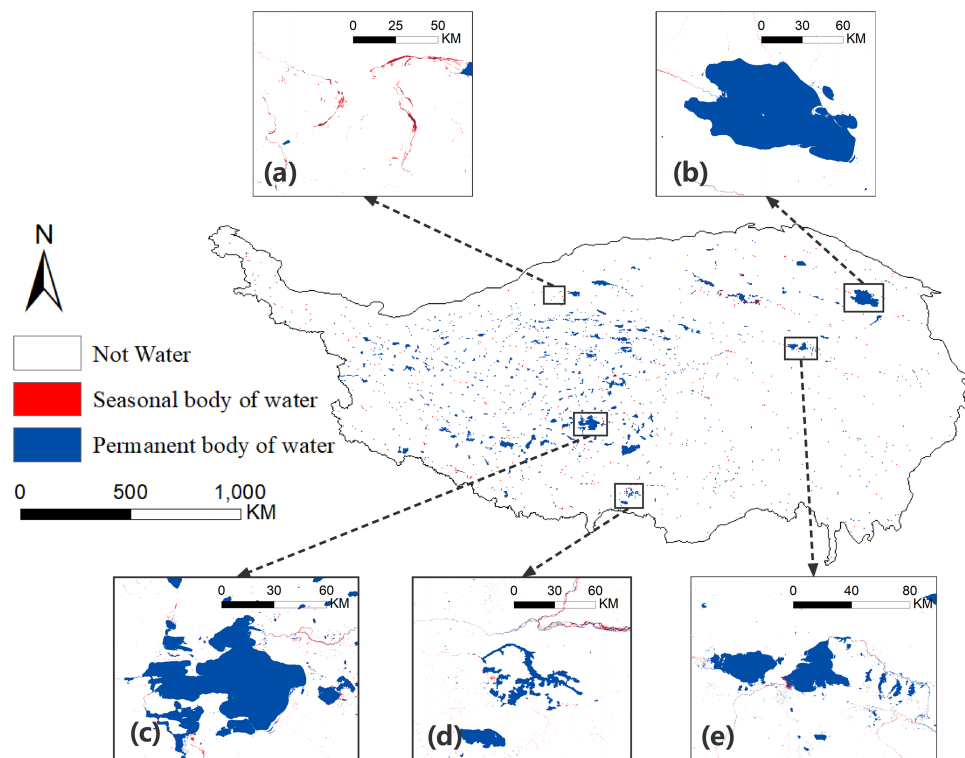 0 25 50
KM
(a)
0 30 60
KM
(b)
N
Not Water
Seasonal body of water
Permanent body of water
0 500 1,000
KM
0 30 60
KM
(c)
0 30 60
KM
(d)
0 40 80
KM
(e)